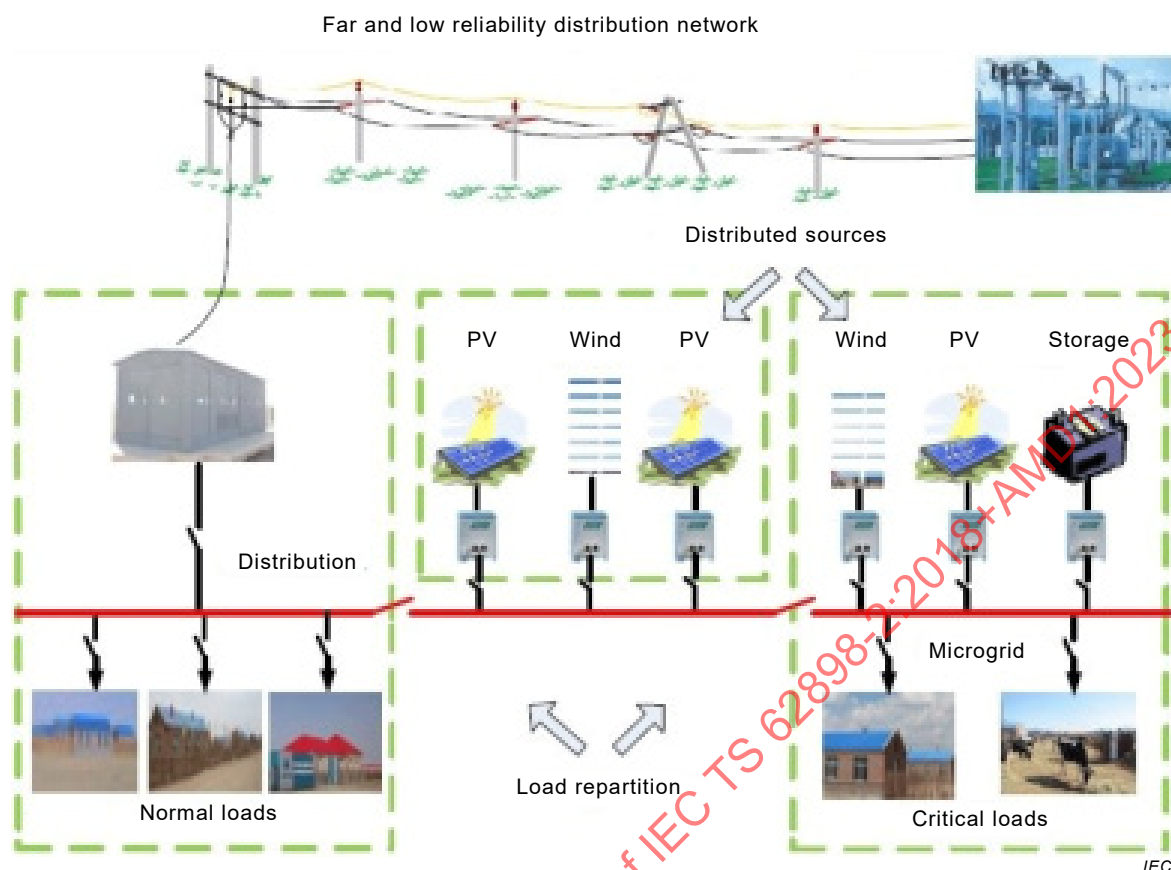 Far and low reliability distribution network
Distributed sources
PV
Wind
PV
Wind
PV
Storage
Distribution
Microgrid
Load repartition
Normal loads
Critical loads
f IEC TS 62898-2:2018+AMD1:2023
IEC